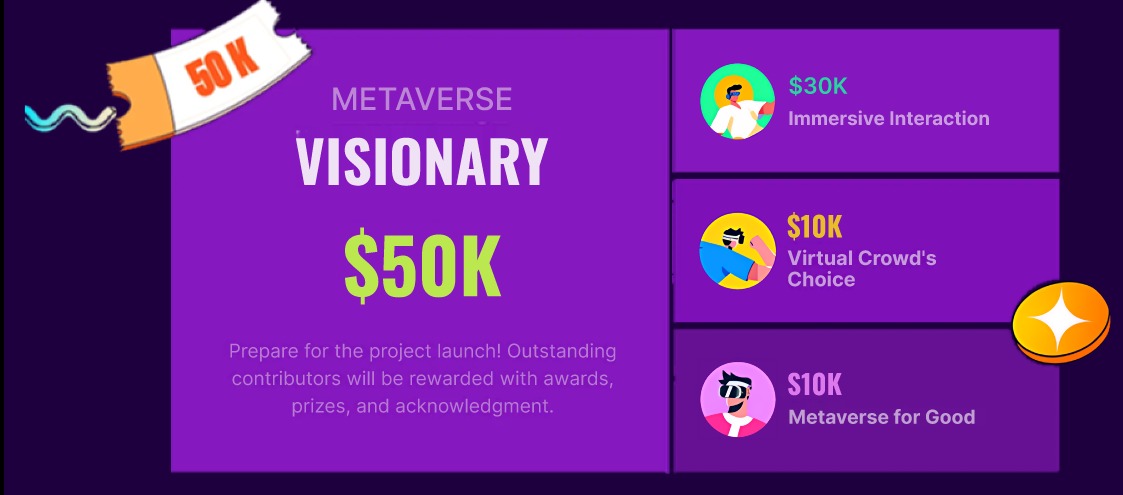 50 K
METAVERSE
VISIONARY
$50K
Prepare for the project launch! Outstanding
contributors will be rewarded with awards,
prizes, and acknowledgment.
$30K
Immersive Interaction
$10K
Virtual Crowd's
Choice
S10K
Metaverse for Good